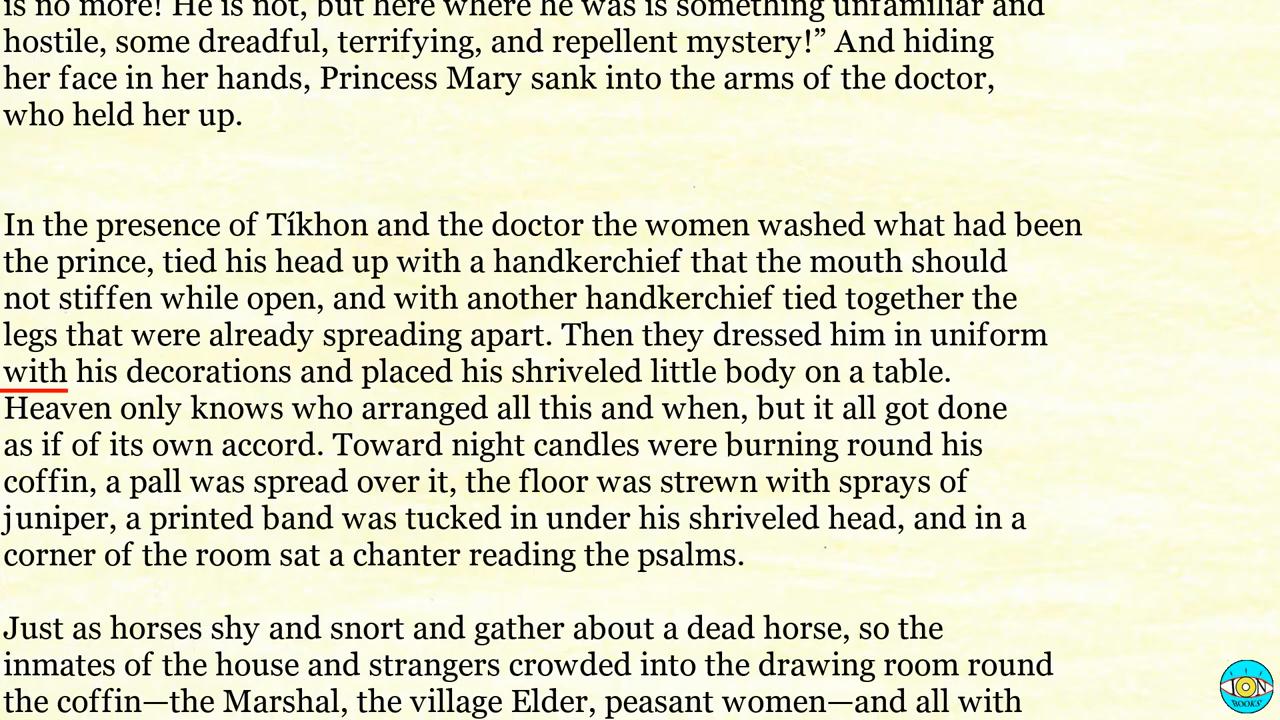 is no more! He is not, but here where he was is something unfamiliar and
hostile, some dreadful, terrifying, and repellent mystery!” And hiding
her face in her hands, Princess Mary sank into the arms of the doctor,
who held her up.
In the presence of Tíkhon and the doctor the women washed what had been
the prince, tied his head up with a handkerchief that the mouth should
not stiffen while open, and with another handkerchief tied together the
legs that were already spreading apart. Then they dressed him in uniform
with his decorations and placed his shriveled little body on a table.
Heaven only knows who arranged all this and when, but it all got done
as if of its own accord. Toward night candles were burning round his
coffin, a pall was spread over it, the floor was strewn with sprays of
juniper, a printed band was tucked in under his shriveled head, and in a
corner of the room sat a chanter reading the psalms.
Just as horses shy and snort and gather about a dead horse, so the
inmates of the house and strangers crowded into the drawing room round
the coffin—the Marshal, the village Elder, peasant women—and all with
ION
BOOKS